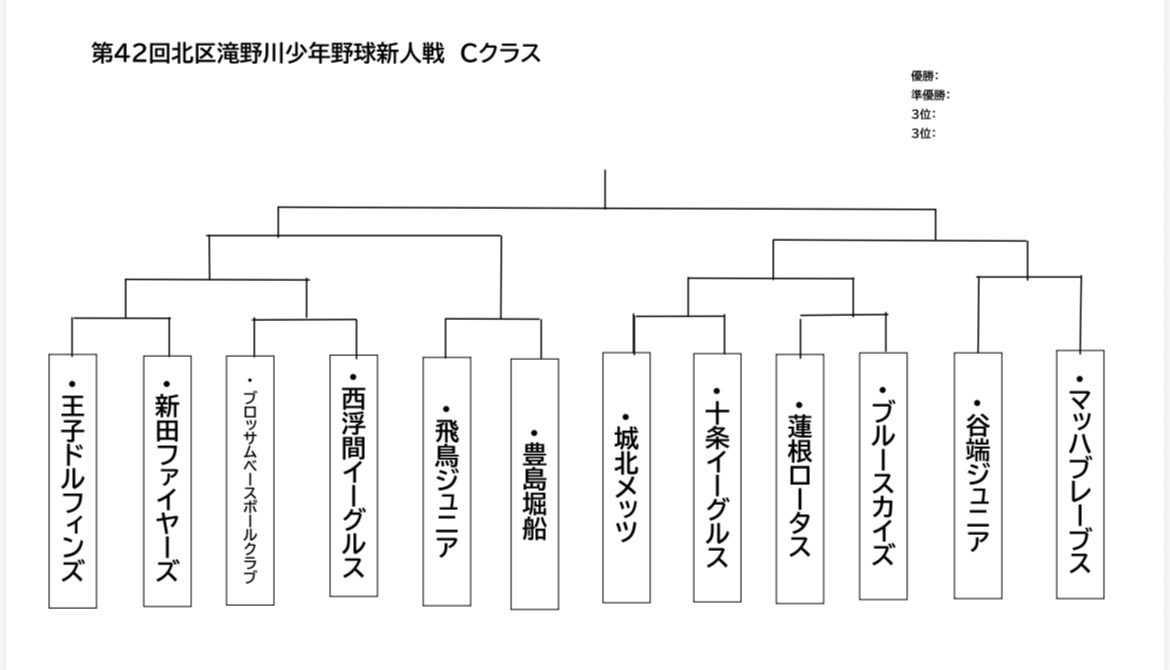 第42回北区滝野川少年野球新人戦 Cクラス
優勝:
準優勝:
3位:
3位:
・王子ドルフィンズ
・新田ファイヤーズ
・ブロッサムベースボールクラブ
・西浮間イーグルス
・飛鳥ジュニア
・豊島堀船
・城北メッツ
・十条イーグルス
・蓮根ロータス
・ブルースカイズ
・谷端ジュニア
・マッハブレーブス